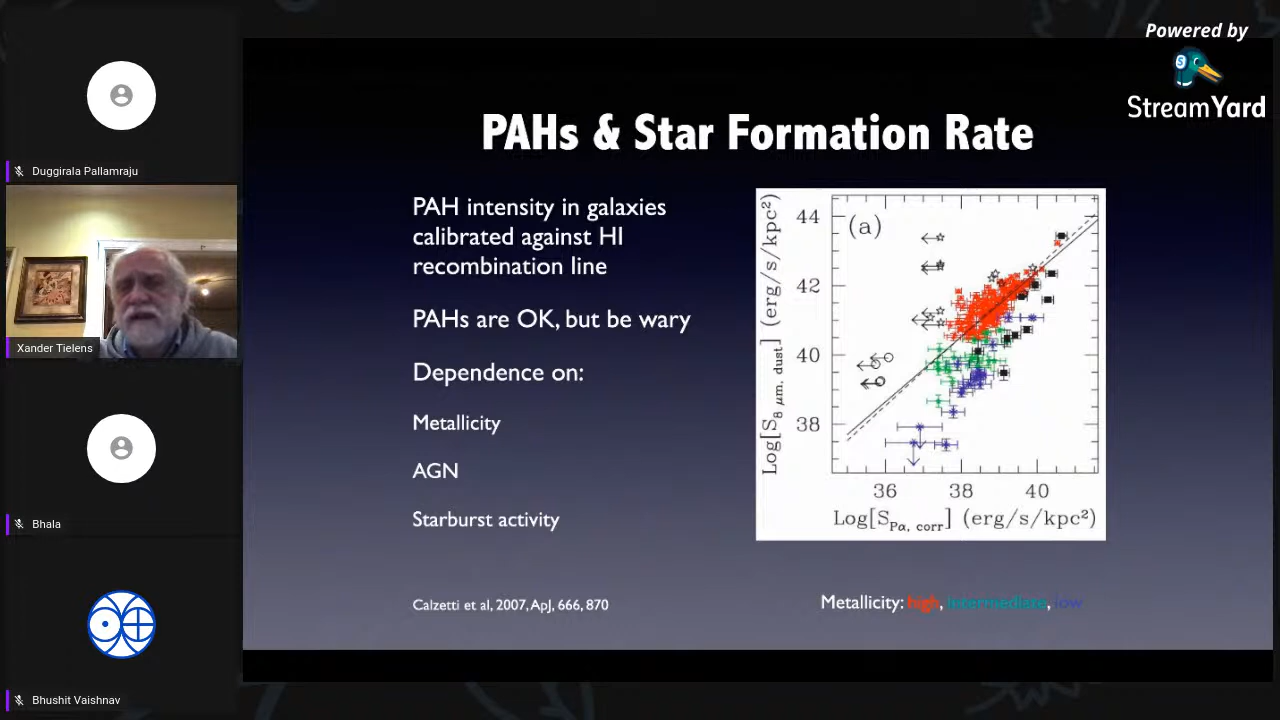 Powered by
StreamYard
Duggirala Pallamraju
Xander Tielens
Bhala
Bhushit Vaishnav
PAHs & Star Formation Rate
PAH intensity in galaxies
calibrated against HI
recombination line
PAHs are OK, but be wary
Dependence on:
Metallicity
AGN
Starburst activity
Calzetti et al, 2007, ApJ, 666, 870
(a)
Log[S8 μm, dust] (erg/s/kpc²)
44
42
40
38
36 38 40
Log[SPα, corr] (erg/s/kpc²)
Metallicity: high, intermediate, low